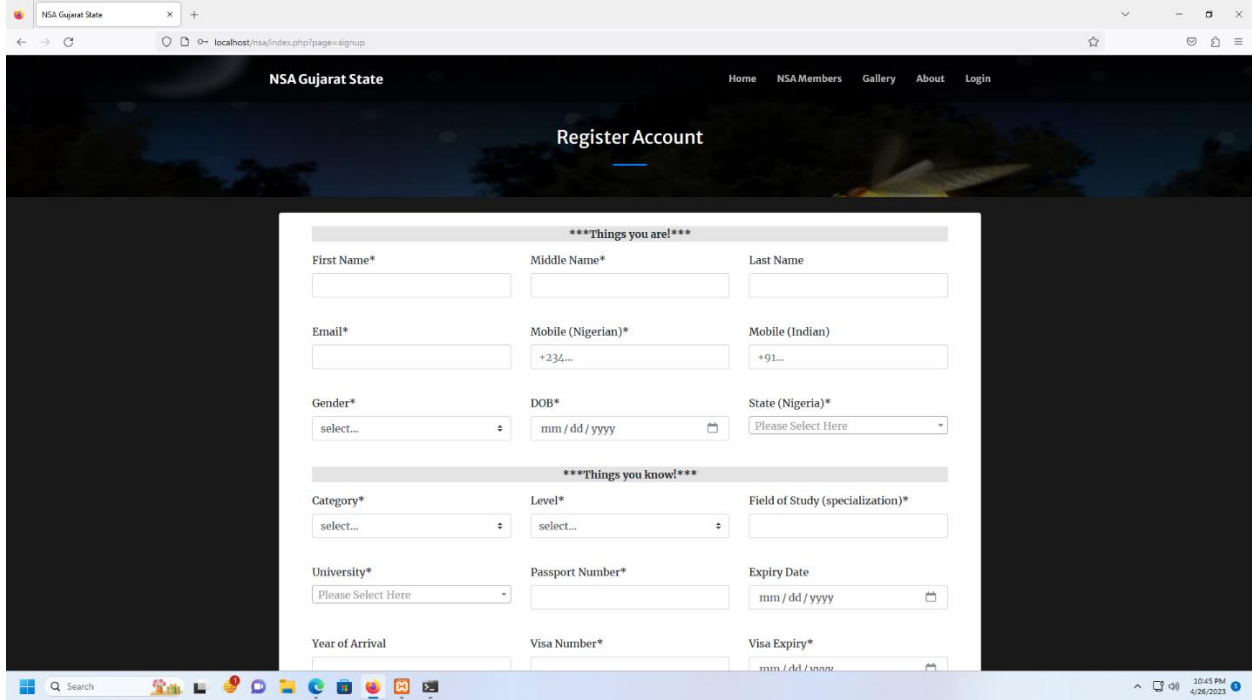 NSA Gujarat State
localhost/nsa/index.php?page=signup
NSA Gujarat State Home NSA Members Gallery About Login
Register Account
***Things you are!***
First Name* Middle Name* Last Name
Email* Mobile (Nigerian)* Mobile (Indian)
+234... +91...
Gender* DOB* State (Nigeria)*
select... mm / dd / yyyy Please Select Here
***Things you know!***
Category* Level* Field of Study (specialization)*
select... select...
University* Passport Number* Expiry Date
Please Select Here mm / dd / yyyy
Year of Arrival Visa Number* Visa Expiry*
mm / dd / yyyy
Search 10:45 PM
4/26/2023